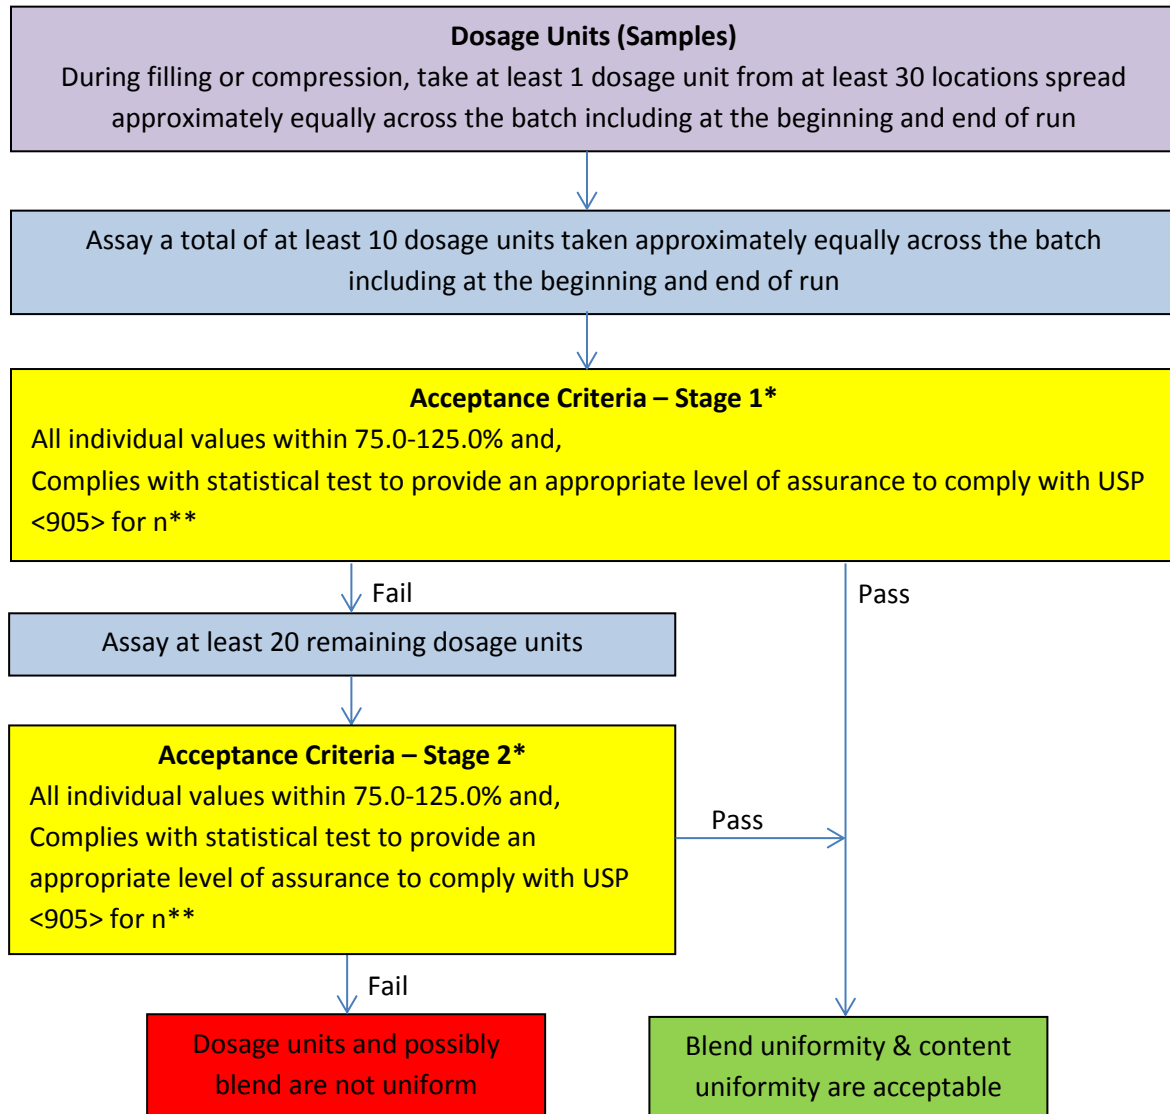 Dosage Units (Samples)
During filling or compression, take at least 1 dosage unit from at least 30 locations spread
approximately equally across the batch including at the beginning and end of run
Assay a total of at least 10 dosage units taken approximately equally across the batch
including at the beginning and end of run
Acceptance Criteria – Stage 1*
All individual values within 75.0-125.0% and,
Complies with statistical test to provide an appropriate level of assurance to comply with USP
<905> for n**
Fail
Pass
Assay at least 20 remaining dosage units
Acceptance Criteria – Stage 2*
All individual values within 75.0-125.0% and,
Complies with statistical test to provide an
appropriate level of assurance to comply with USP
<905> for n**
Pass
Fail
Dosage units and possibly
blend are not uniform
Blend uniformity & content
uniformity are acceptable